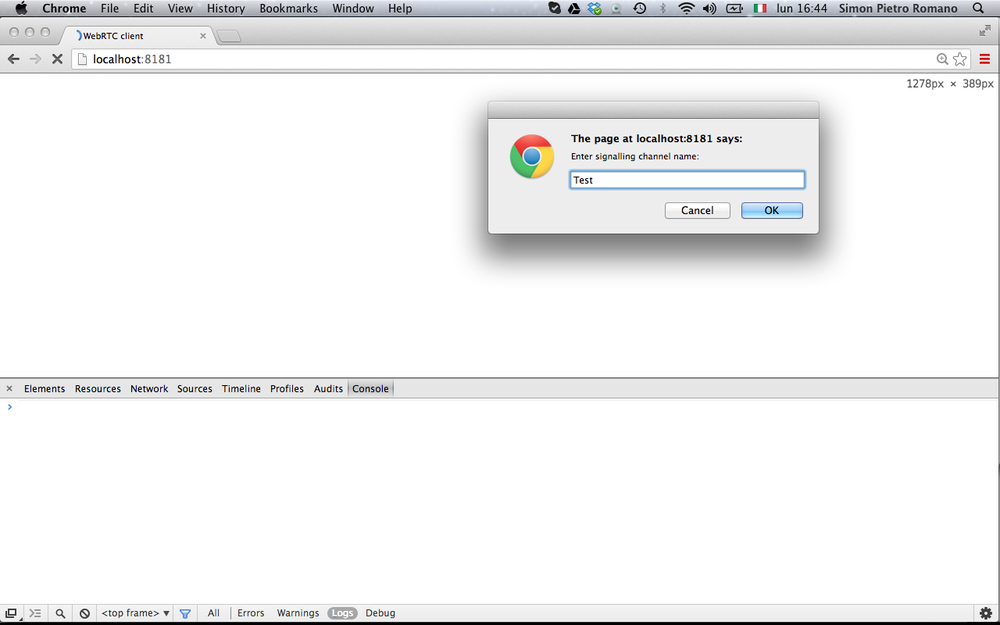 Chrome File Edit View History Bookmarks Window Help lun 16:44 Simon Pietro Romano
WebRTC client
localhost:8181
1278px × 389px
The page at localhost:8181 says:
Enter signalling channel name:
Test
Cancel OK
Elements Resources Network Sources Timeline Profiles Audits Console
<top frame> All Errors Warnings Logs Debug